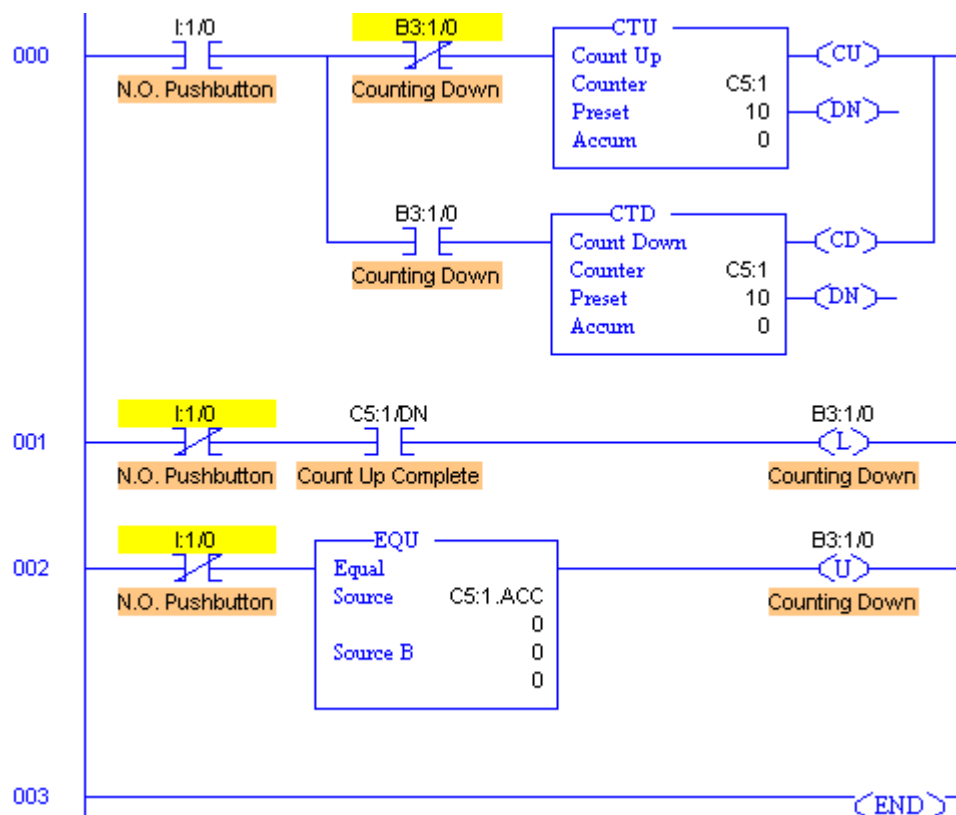 I:1/0
B3:1/0
CTU
000
Count Up
CU
N.O. Pushbutton
Counting Down
Counter C5:1
Preset 10
DN
Accum 0
B3:1/0
CTD
Count Down
CD
Counting Down
Counter C5:1
Preset 10
DN
Accum 0
I:1/0
C5:1/DN
B3:1/0
001
L
N.O. Pushbutton
Count Up Complete
Counting Down
I:1/0
EQU
B3:1/0
002
Equal
U
N.O. Pushbutton
Source C5:1.ACC
Counting Down
0
Source B 0
0
003
END